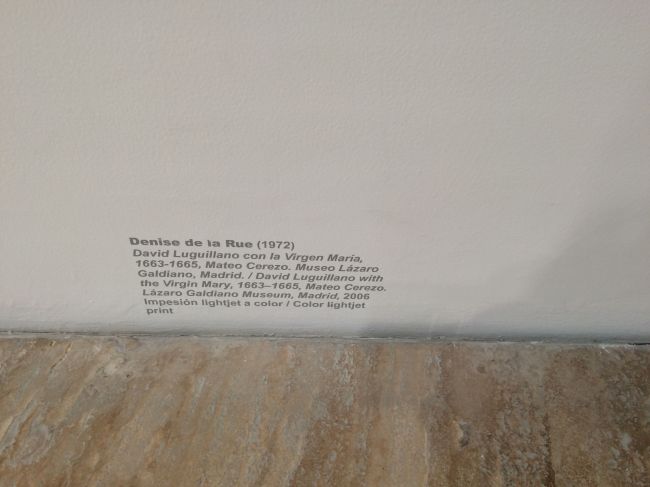 Denise de la Rue (1972)
David Luguillano con la Virgen María,
1663-1665, Mateo Cerezo. Museo Lázaro
Galdiano, Madrid. / David Luguillano with
the Virgin Mary, 1663–1665, Mateo Cerezo.
Lázaro Galdiano Museum, Madrid, 2006
Impesión lightjet a color / Color lightjet
print